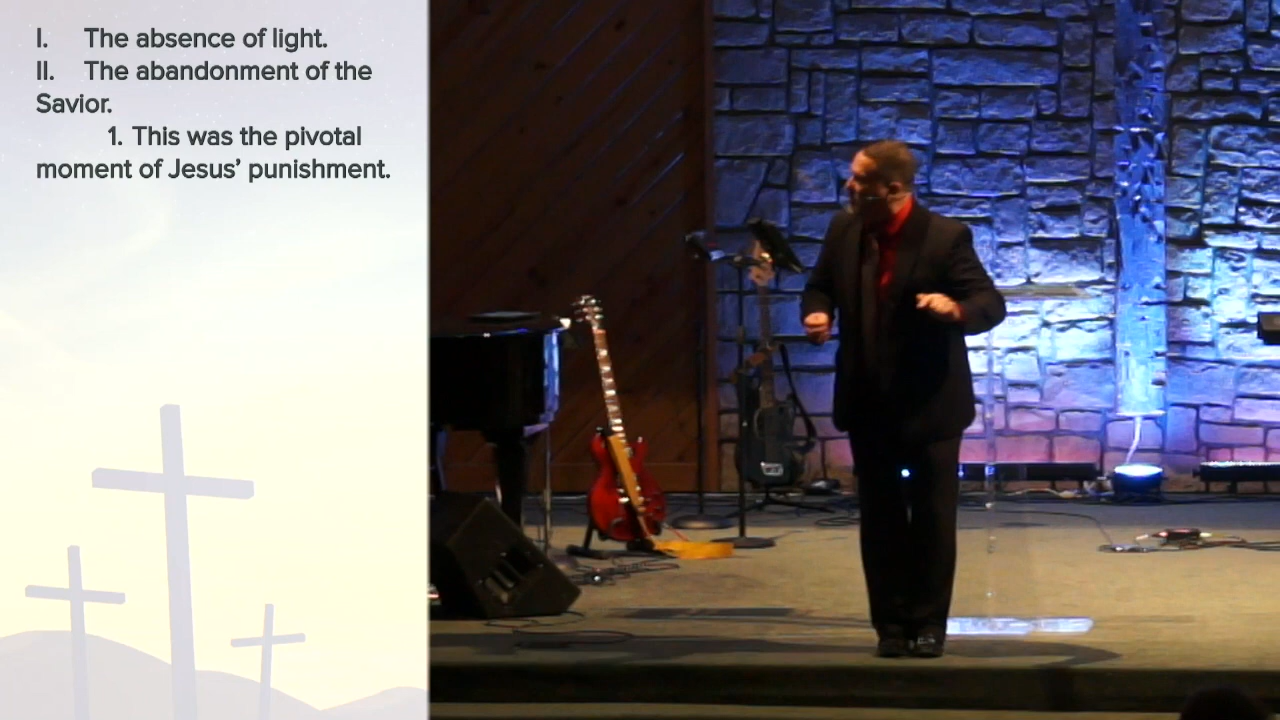 I. The absence of light.
II. The abandonment of the
Savior.
1. This was the pivotal
moment of Jesus’ punishment.